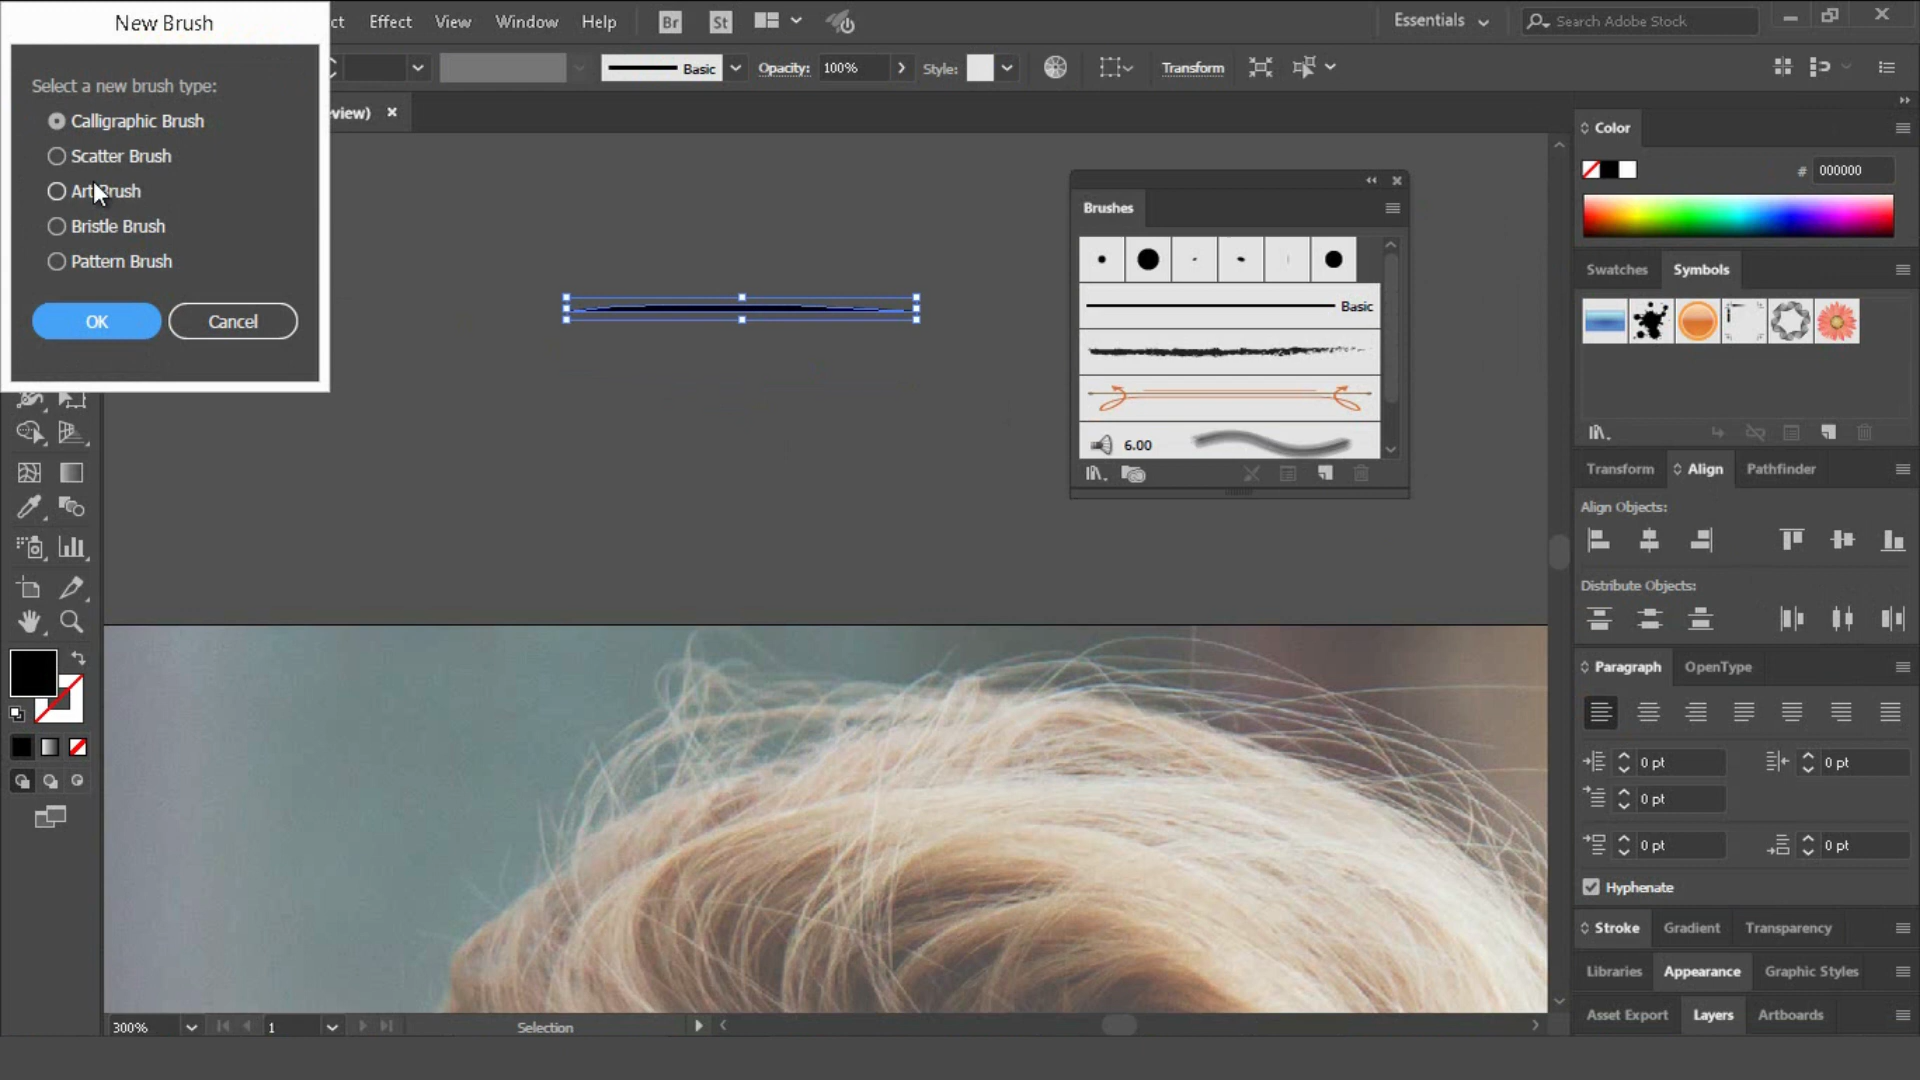 New Brush
Select a new brush type:
Calligraphic Brush
Scatter Brush
Art Brush
Bristle Brush
Pattern Brush
OK
Cancel
ct Effect View Window Help Br St Essentials Search Adobe Stock
Basic Opacity: 100% Style: Transform
view) ×
Brushes
Basic
6.00
Color
# 000000
Swatches Symbols
Transform Align Pathfinder
Align Objects:
Distribute Objects:
Paragraph OpenType
0 pt 0 pt
0 pt
0 pt 0 pt
Hyphenate
Stroke Gradient Transparency
Libraries Appearance Graphic Styles
Asset Export Layers Artboards
300% 1 Selection